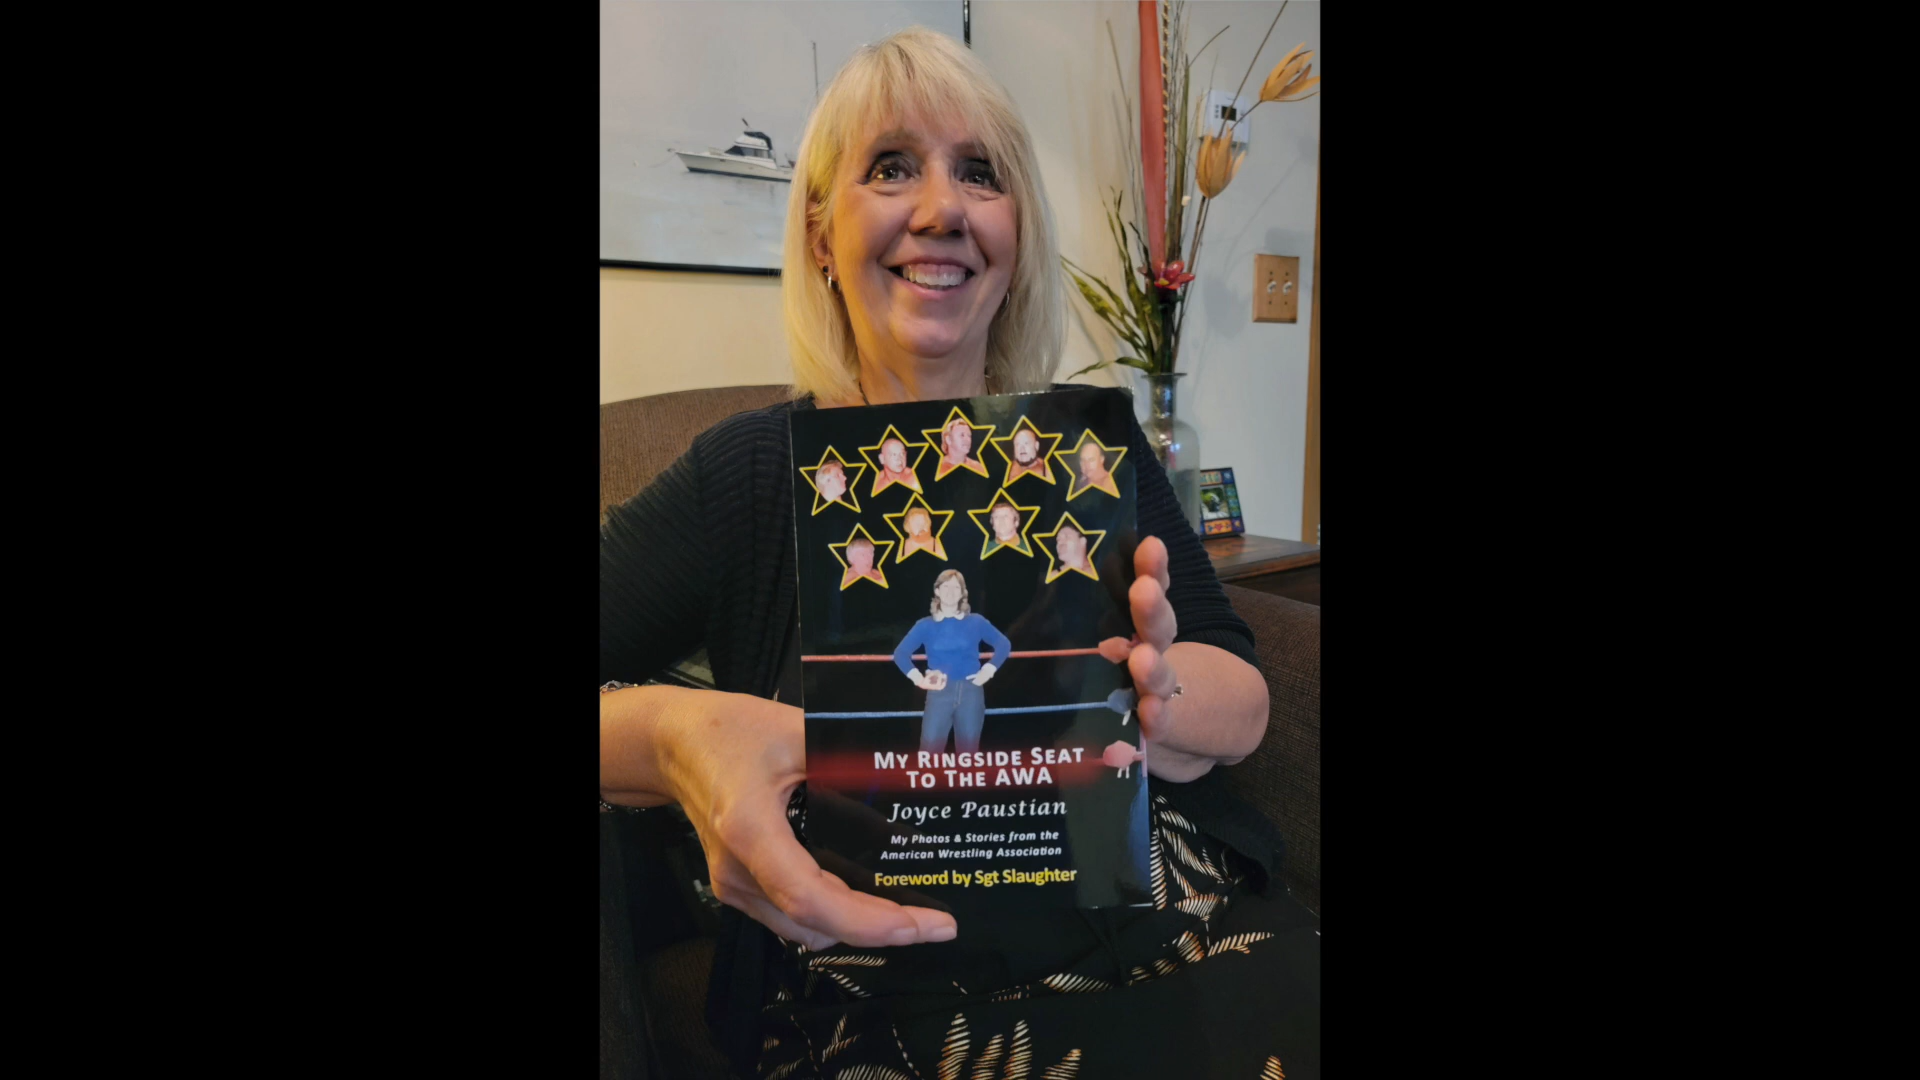 My Ringside Seat
To The AWA
Joyce Paustian
My Photos & Stories from the
American Wrestling Association
Foreword by Sgt Slaughter